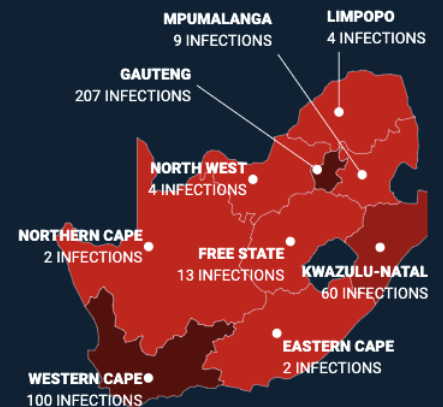 MPUMALANGA
9 INFECTIONS
LIMPOPO
4 INFECTIONS
GAUTENG
207 INFECTIONS
NORTH WEST
4 INFECTIONS
NORTHERN CAPE
2 INFECTIONS
FREE STATE
13 INFECTIONS
KWAZULU-NATAL
60 INFECTIONS
EASTERN CAPE
2 INFECTIONS
WESTERN CAPE
100 INFECTIONS